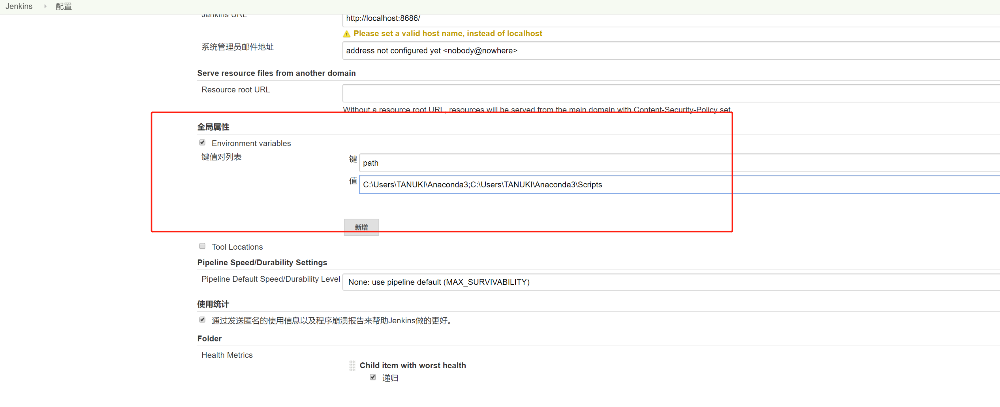 Jenkins 配置
Jenkins URL
http://localhost:8686/
Please set a valid host name, instead of localhost
系统管理员邮件地址
address not configured yet <nobody@nowhere>
Serve resource files from another domain
Resource root URL
Without a resource root URL, resources will be served from the main domain with Content-Security-Policy set.
全局属性
Environment variables
键值对列表
键 path
值 C:\Users\TANUKI\Anaconda3;C:\Users\TANUKI\Anaconda3\Scripts
新增
Tool Locations
Pipeline Speed/Durability Settings
Pipeline Default Speed/Durability Level
None: use pipeline default (MAX_SURVIVABILITY)
使用统计
通过发送匿名的使用信息以及程序崩溃报告来帮助Jenkins做的更好。
Folder
Health Metrics
Child item with worst health
递归